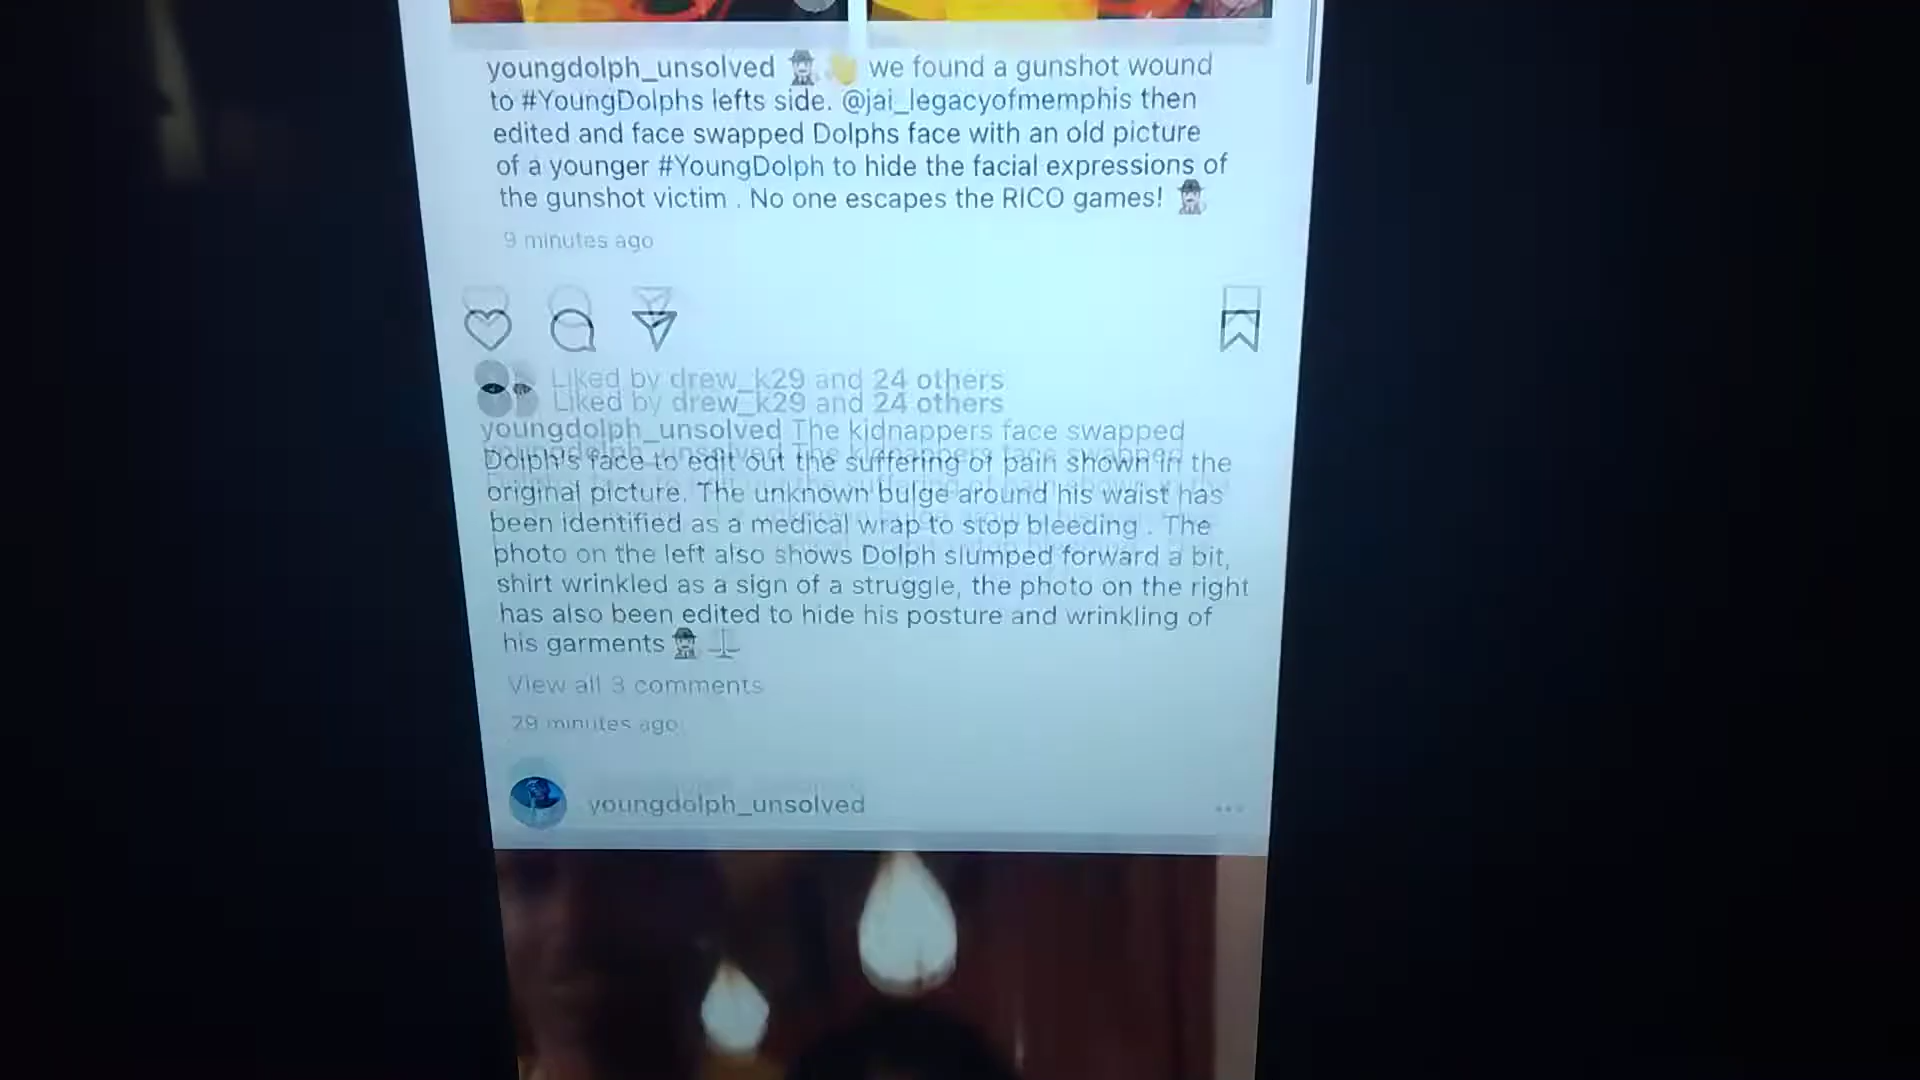 youngdolph_unsolved 🕵️👏 we found a gunshot wound
to #YoungDolphs lefts side. @jai_legacyofmemphis then
edited and face swapped Dolphs face with an old picture
of a younger #YoungDolph to hide the facial expressions of
the gunshot victim . No one escapes the RICO games! 🕵️
9 minutes ago
Liked by drew_k29 and 24 others
Liked by drew_k29 and 24 others
youngdolph_unsolved The kidnappers face swapped
Dolph's face to edit out the suffering of pain shown in the
original picture. The unknown bulge around his waist has
been identified as a medical wrap to stop bleeding . The
photo on the left also shows Dolph slumped forward a bit,
shirt wrinkled as a sign of a struggle, the photo on the right
has also been edited to hide his posture and wrinkling of
his garments 🕵️
View all 3 comments
29 minutes ago
youngdolph_unsolved